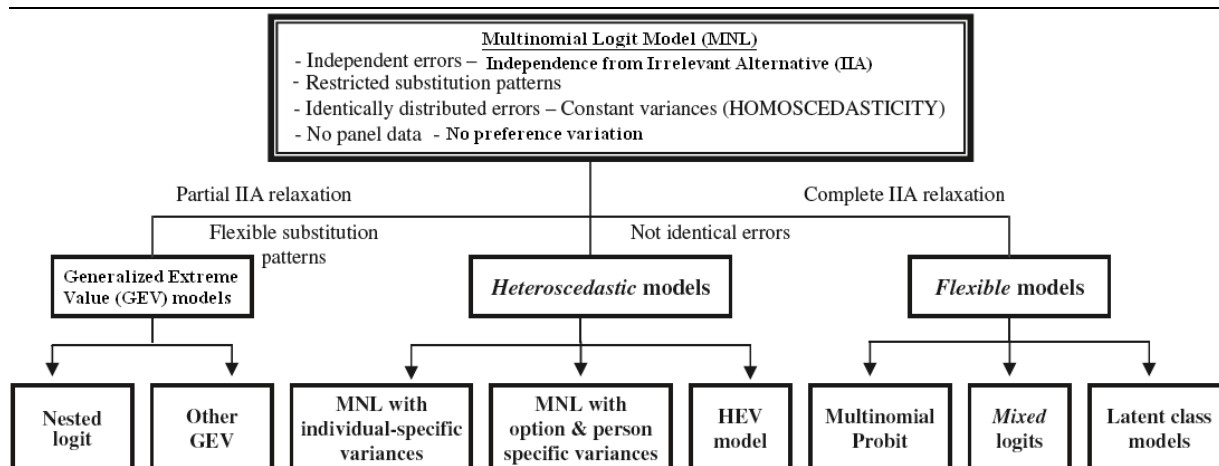 Multinomial Logit Model (MNL)
- Independent errors – Independence from Irrelevant Alternative (IIA)
- Restricted substitution patterns
- Identically distributed errors – Constant variances (HOMOSCEDASTICITY)
- No panel data - No preference variation
Partial IIA relaxation
Complete IIA relaxation
Flexible substitution
patterns
Not identical errors
Generalized Extreme
Value (GEV) models
Heteroscedastic models
Flexible models
Nested
logit
Other
GEV
MNL with
individual-specific
variances
MNL with
option & person
specific variances
HEV
model
Multinomial
Probit
Mixed
logits
Latent class
models